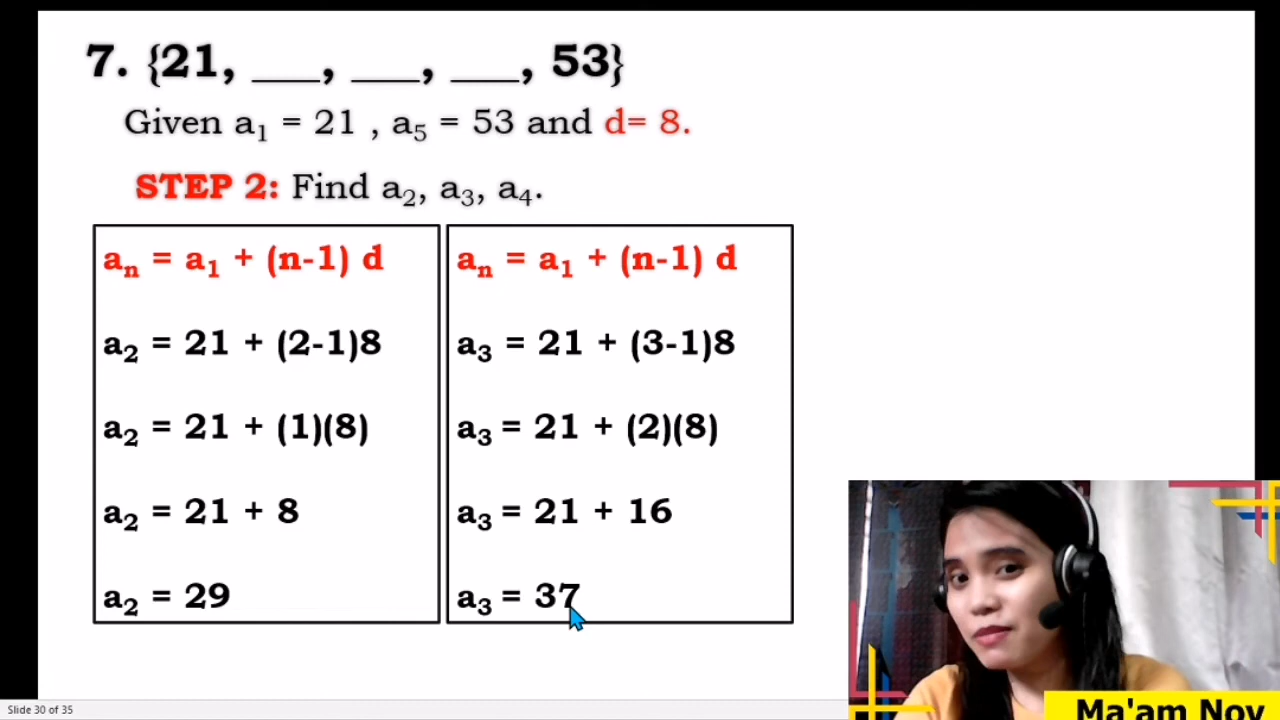 7. {21, ___, ___, ___, 53}
Given a₁ = 21 , a₅ = 53 and d= 8.
STEP 2: Find a₂, a₃, a₄.
aₙ = a₁ + (n-1) d
a₂ = 21 + (2-1)8
a₂ = 21 + (1)(8)
a₂ = 21 + 8
a₂ = 29
aₙ = a₁ + (n-1) d
a₃ = 21 + (3-1)8
a₃ = 21 + (2)(8)
a₃ = 21 + 16
a₃ = 37
Ma'am Noy
Slide 30 of 35